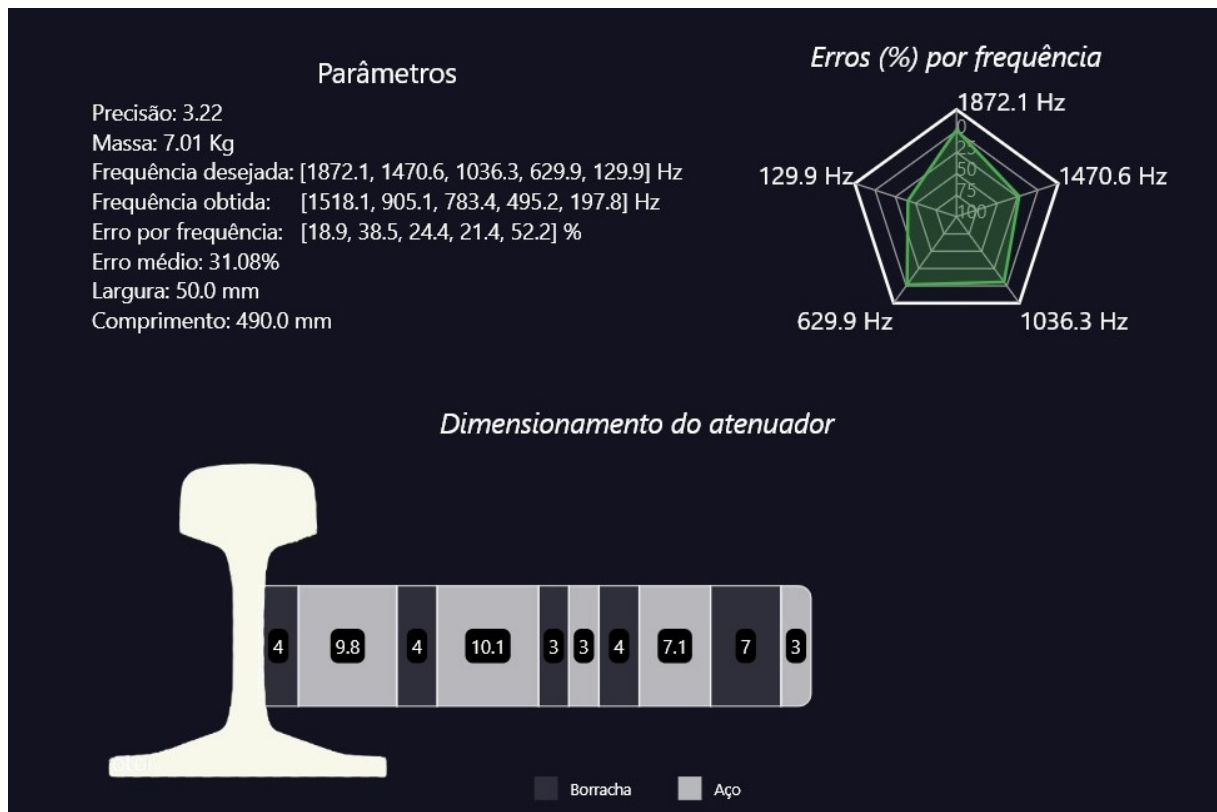 Parâmetros
Precisão: 3.22
Massa: 7.01 Kg
Frequência desejada: [1872.1, 1470.6, 1036.3, 629.9, 129.9] Hz
Frequência obtida: [1518.1, 905.1, 783.4, 495.2, 197.8] Hz
Erro por frequência: [18.9, 38.5, 24.4, 21.4, 52.2] %
Erro médio: 31.08%
Largura: 50.0 mm
Comprimento: 490.0 mm
Erros (%) por frequência
1872.1 Hz
0
25
50
75
100
129.9 Hz
1470.6 Hz
629.9 Hz
1036.3 Hz
Dimensionamento do atenuador
4 9.8 4 10.1 3 3 4 7.1 7 3
Borracha Aço